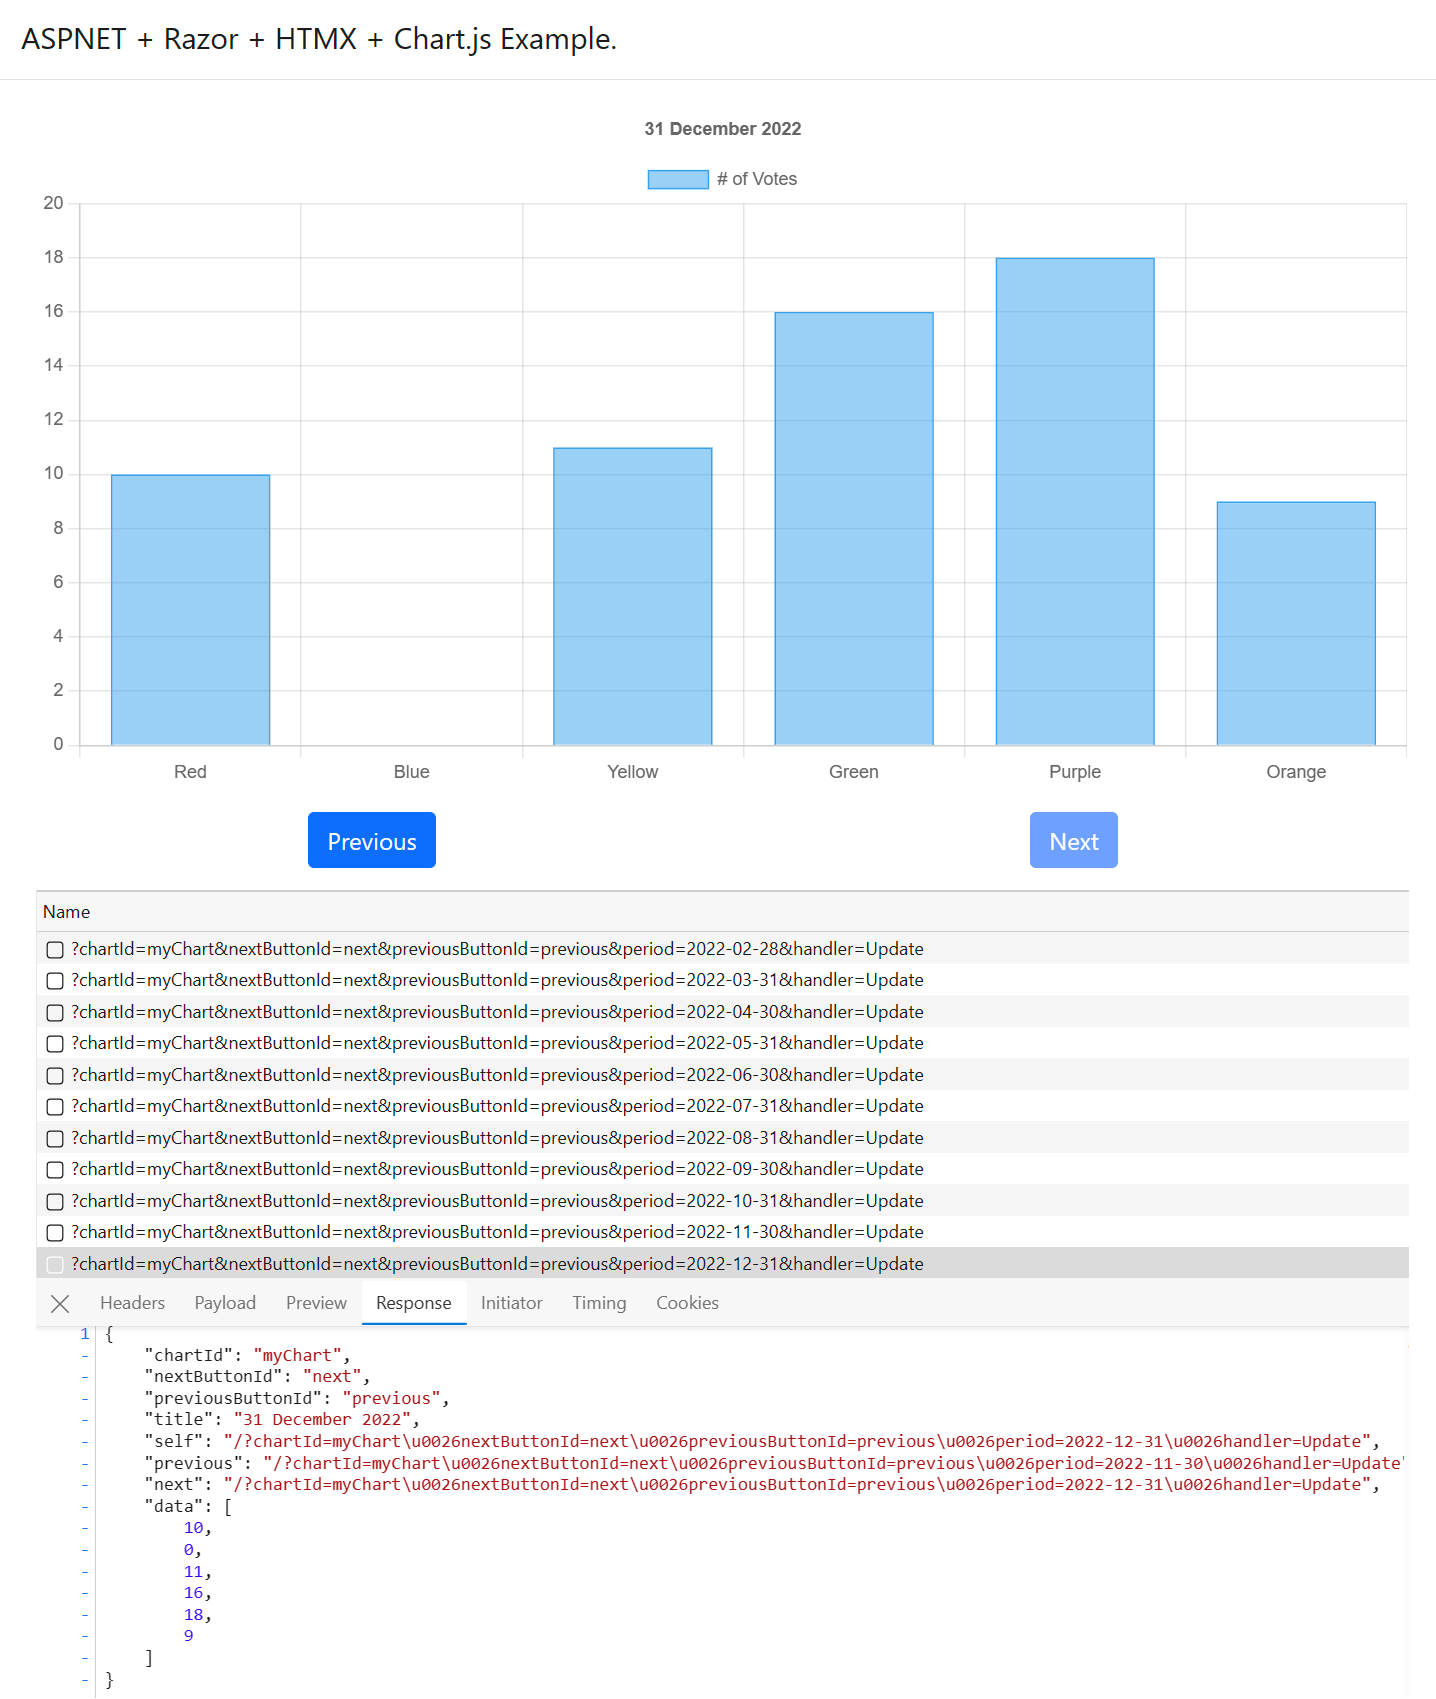 ASPNET + Razor + HTMX + Chart.js Example.
31 December 2022
# of Votes
20
18
16
14
12
10
8
6
4
2
0
Red Blue Yellow Green Purple Orange
Previous Next
Name
?chartId=myChart&nextButtonId=next&previousButtonId=previous&period=2022-02-28&handler=Update
?chartId=myChart&nextButtonId=next&previousButtonId=previous&period=2022-03-31&handler=Update
?chartId=myChart&nextButtonId=next&previousButtonId=previous&period=2022-04-30&handler=Update
?chartId=myChart&nextButtonId=next&previousButtonId=previous&period=2022-05-31&handler=Update
?chartId=myChart&nextButtonId=next&previousButtonId=previous&period=2022-06-30&handler=Update
?chartId=myChart&nextButtonId=next&previousButtonId=previous&period=2022-07-31&handler=Update
?chartId=myChart&nextButtonId=next&previousButtonId=previous&period=2022-08-31&handler=Update
?chartId=myChart&nextButtonId=next&previousButtonId=previous&period=2022-09-30&handler=Update
?chartId=myChart&nextButtonId=next&previousButtonId=previous&period=2022-10-31&handler=Update
?chartId=myChart&nextButtonId=next&previousButtonId=previous&period=2022-11-30&handler=Update
?chartId=myChart&nextButtonId=next&previousButtonId=previous&period=2022-12-31&handler=Update
Headers Payload Preview Response Initiator Timing Cookies
1 {
- "chartId": "myChart",
- "nextButtonId": "next",
- "previousButtonId": "previous",
- "title": "31 December 2022",
- "self": "/?chartId=myChart\u0026nextButtonId=next\u0026previousButtonId=previous\u0026period=2022-12-31\u0026handler=Update",
- "previous": "/?chartId=myChart\u0026nextButtonId=next\u0026previousButtonId=previous\u0026period=2022-11-30\u0026handler=Update"
- "next": "/?chartId=myChart\u0026nextButtonId=next\u0026previousButtonId=previous\u0026period=2022-12-31\u0026handler=Update",
- "data": [
- 10,
- 0,
- 11,
- 16,
- 18,
- 9
- ]
- }